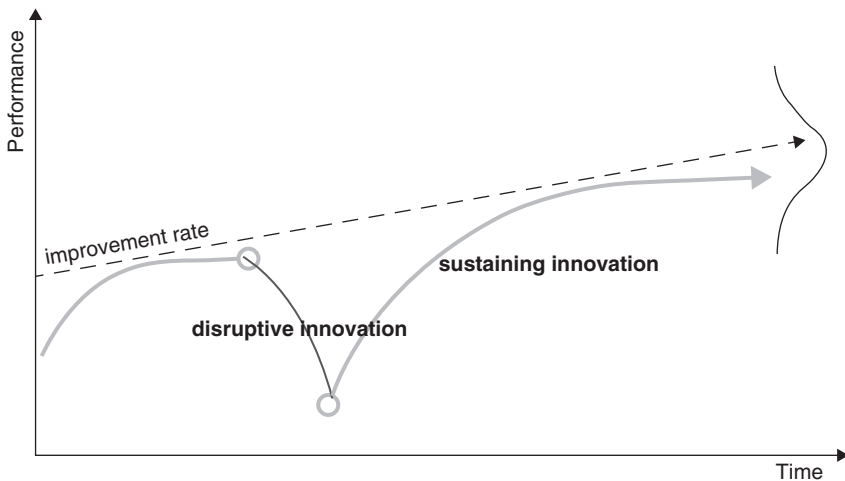 Performance
improvement rate
sustaining innovation
disruptive innovation
Time